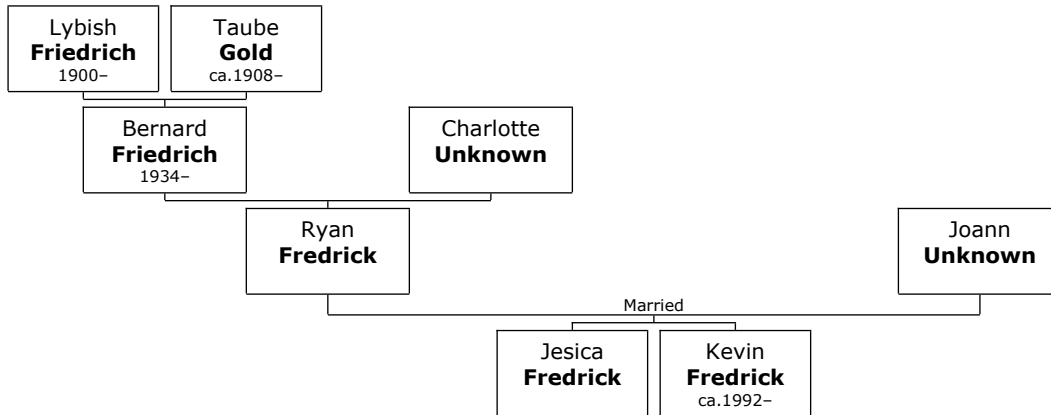 Lybish
Friedrich
1900–
Taube
Gold
ca.1908–
Bernard
Friedrich
1934–
Charlotte
Unknown
Ryan
Fredrick
Joann
Unknown
Married
Jesica
Fredrick
Kevin
Fredrick
ca.1992–